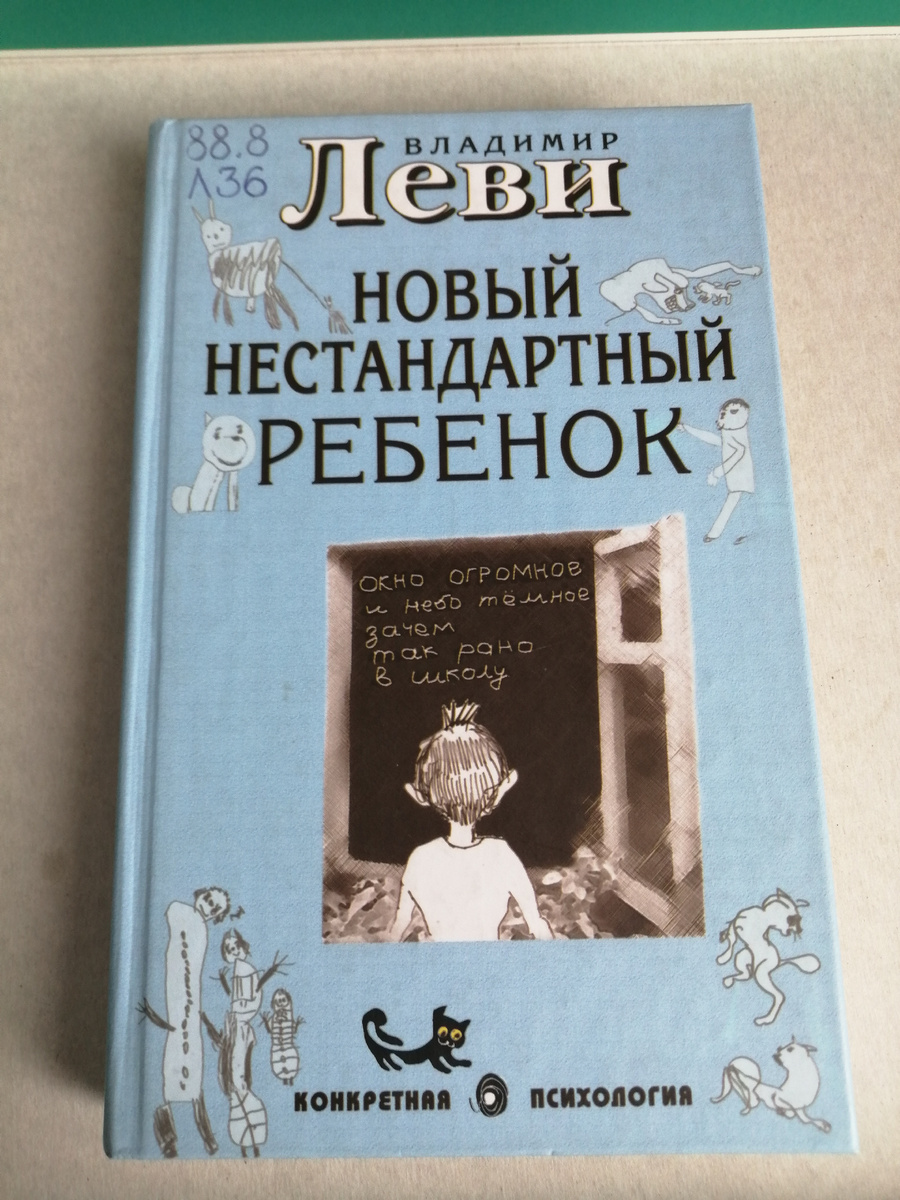 88.8
Л36
ВЛАДИМИР
Леви
НОВЫЙ
НЕСТАНДАРТНЫЙ
РЕБЕНОК
окно огромное
и небо тёмное
зачем
так рано
в школу
КОНКРЕТНАЯ ПСИХОЛОГИЯ